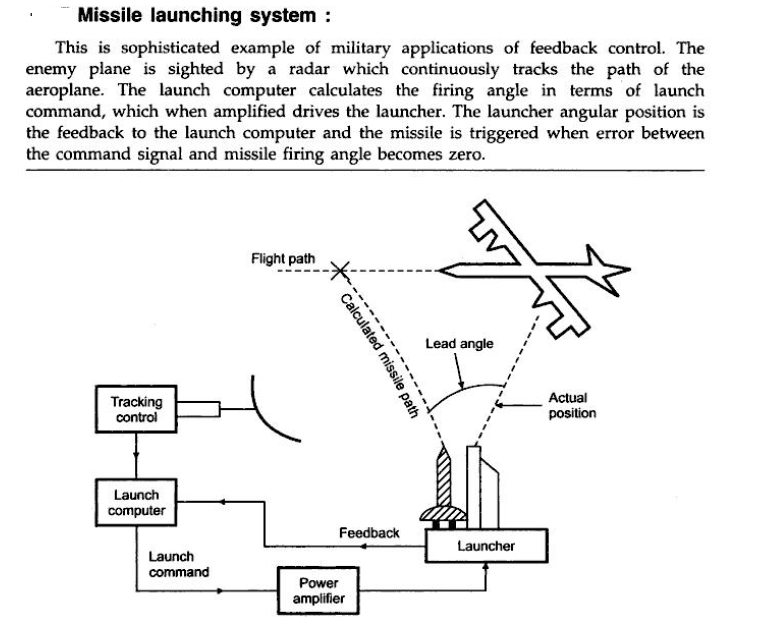 Missile launching system :
This is sophisticated example of military applications of feedback control. The
enemy plane is sighted by a radar which continuously tracks the path of the
aeroplane. The launch computer calculates the firing angle in terms of launch
command, which when amplified drives the launcher. The launcher angular position is
the feedback to the launch computer and the missile is triggered when error between
the command signal and missile firing angle becomes zero.
Flight path
Calculated missile path
Lead angle
Actual
position
Tracking
control
Launch
computer
Feedback
Launcher
Launch
command
Power
amplifier